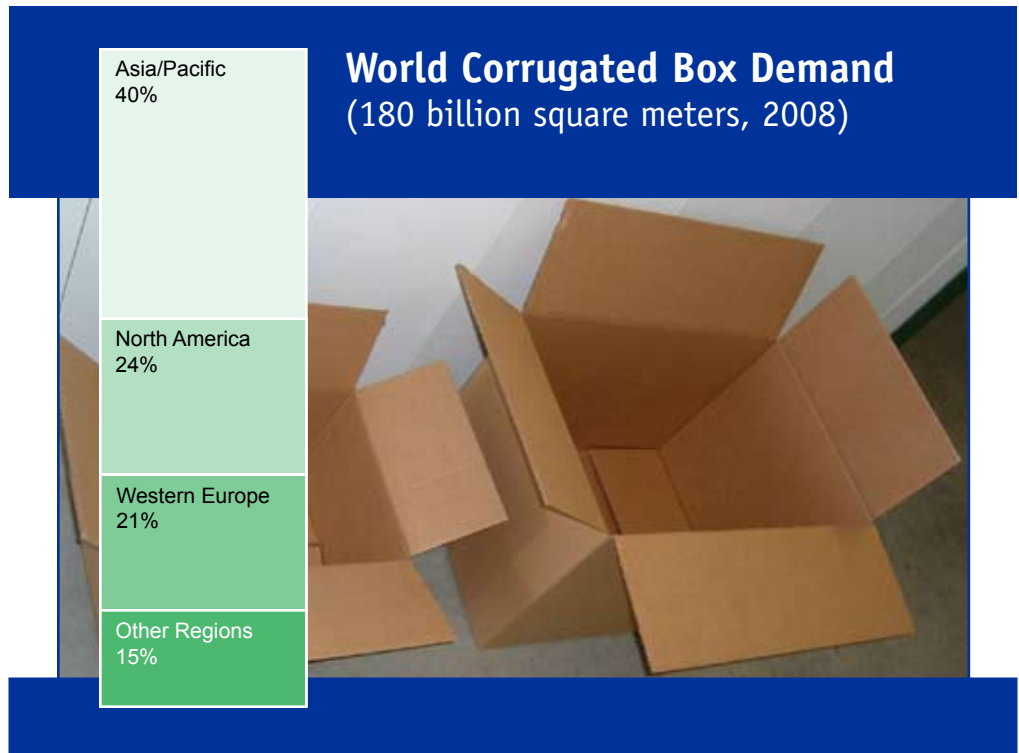 World Corrugated Box Demand
(180 billion square meters, 2008)
Asia/Pacific
40%
North America
24%
Western Europe
21%
Other Regions
15%